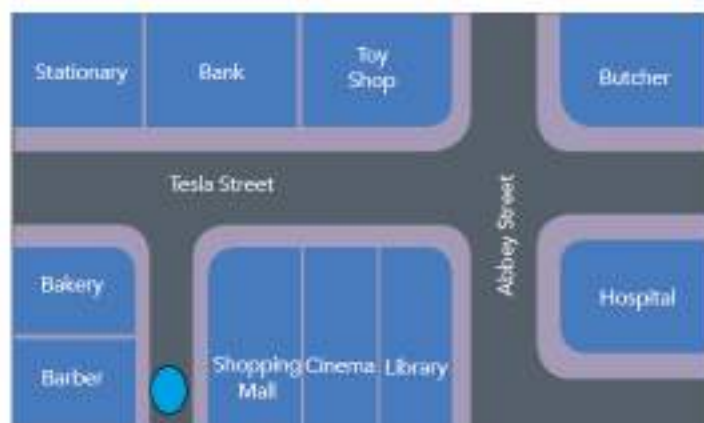 Stationary
Bank
Toy
Shop
Butcher
Tesla Street
Abbey Street
Bakery
Hospital
Barber
Shopping
Mall
Cinema
Library